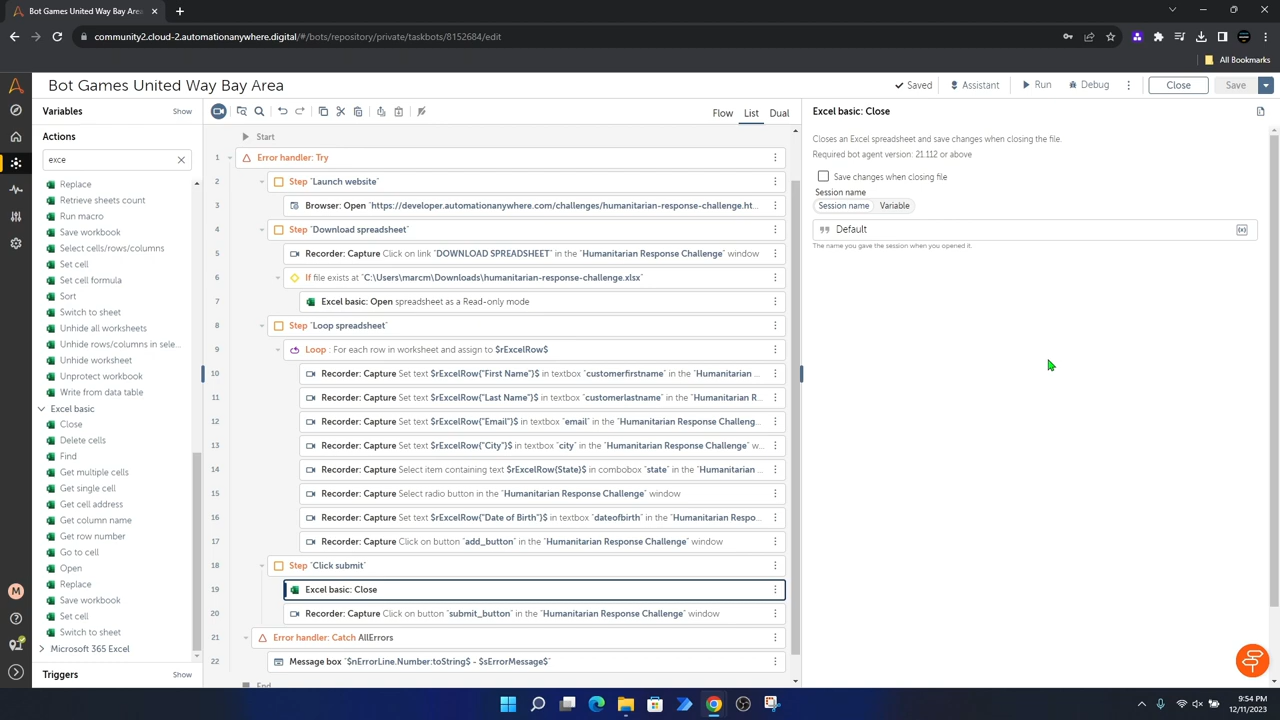 Bot Games United Way Bay Area
community2.cloud-2.automationanywhere.digital/#/bots/repository/private/taskbots/8152684/edit
All Bookmarks
Bot Games United Way Bay Area
Saved
Assistant
Run
Debug
Close
Save
Variables
Show
Actions
exce
Replace
Retrieve sheets count
Run macro
Save workbook
Select cells/rows/columns
Set cell
Set cell formula
Sort
Switch to sheet
Unhide all worksheets
Unhide rows/columns in sele...
Unhide worksheet
Unprotect workbook
Write from data table
Excel basic
Close
Delete cells
Find
Get multiple cells
Get single cell
Get cell address
Get column name
Get row number
Go to cell
Open
Replace
Save workbook
Set cell
Switch to sheet
Microsoft 365 Excel
Triggers
Show
Flow
List
Dual
Start
1 Error handler: Try
2 Step "Launch website"
3 Browser: Open "https://developer.automationanywhere.com/challenges/humanitarian-response-challenge.ht...
4 Step "Download spreadsheet"
5 Recorder: Capture Click on link "DOWNLOAD SPREADSHEET" in the "Humanitarian Response Challenge" window
6 If file exists at "C:\Users\marcm\Downloads\humanitarian-response-challenge.xlsx"
7 Excel basic: Open spreadsheet as a Read-only mode
8 Step "Loop spreadsheet"
9 Loop : For each row in worksheet and assign to $rExcelRow$
10 Recorder: Capture Set text $rExcelRow{"First Name"}$ in textbox "customerfirstname" in the "Humanitarian ...
11 Recorder: Capture Set text $rExcelRow{"Last Name"}$ in textbox "customerlastname" in the "Humanitarian R...
12 Recorder: Capture Set text $rExcelRow{"Email"}$ in textbox "email" in the "Humanitarian Response Challeng...
13 Recorder: Capture Set text $rExcelRow{"City"}$ in textbox "city" in the "Humanitarian Response Challenge" w...
14 Recorder: Capture Select item containing text $rExcelRow{State}$ in combobox "state" in the "Humanitarian ...
15 Recorder: Capture Select radio button in the "Humanitarian Response Challenge" window
16 Recorder: Capture Set text $rExcelRow{"Date of Birth"}$ in textbox "dateofbirth" in the "Humanitarian Respo...
17 Recorder: Capture Click on button "add_button" in the "Humanitarian Response Challenge" window
18 Step "Click submit"
19 Excel basic: Close
20 Recorder: Capture Click on button "submit_button" in the "Humanitarian Response Challenge" window
21 Error handler: Catch AllErrors
22 Message box "$nErrorLine.Number:toString$ - $sErrorMessage$"
End
Excel basic: Close
Closes an Excel spreadsheet and save changes when closing the file.
Required bot agent version: 21.112 or above
Save changes when closing file
Session name
Session name
Variable
Default
The name you gave the session when you opened it.
M
9:54 PM
12/11/2023